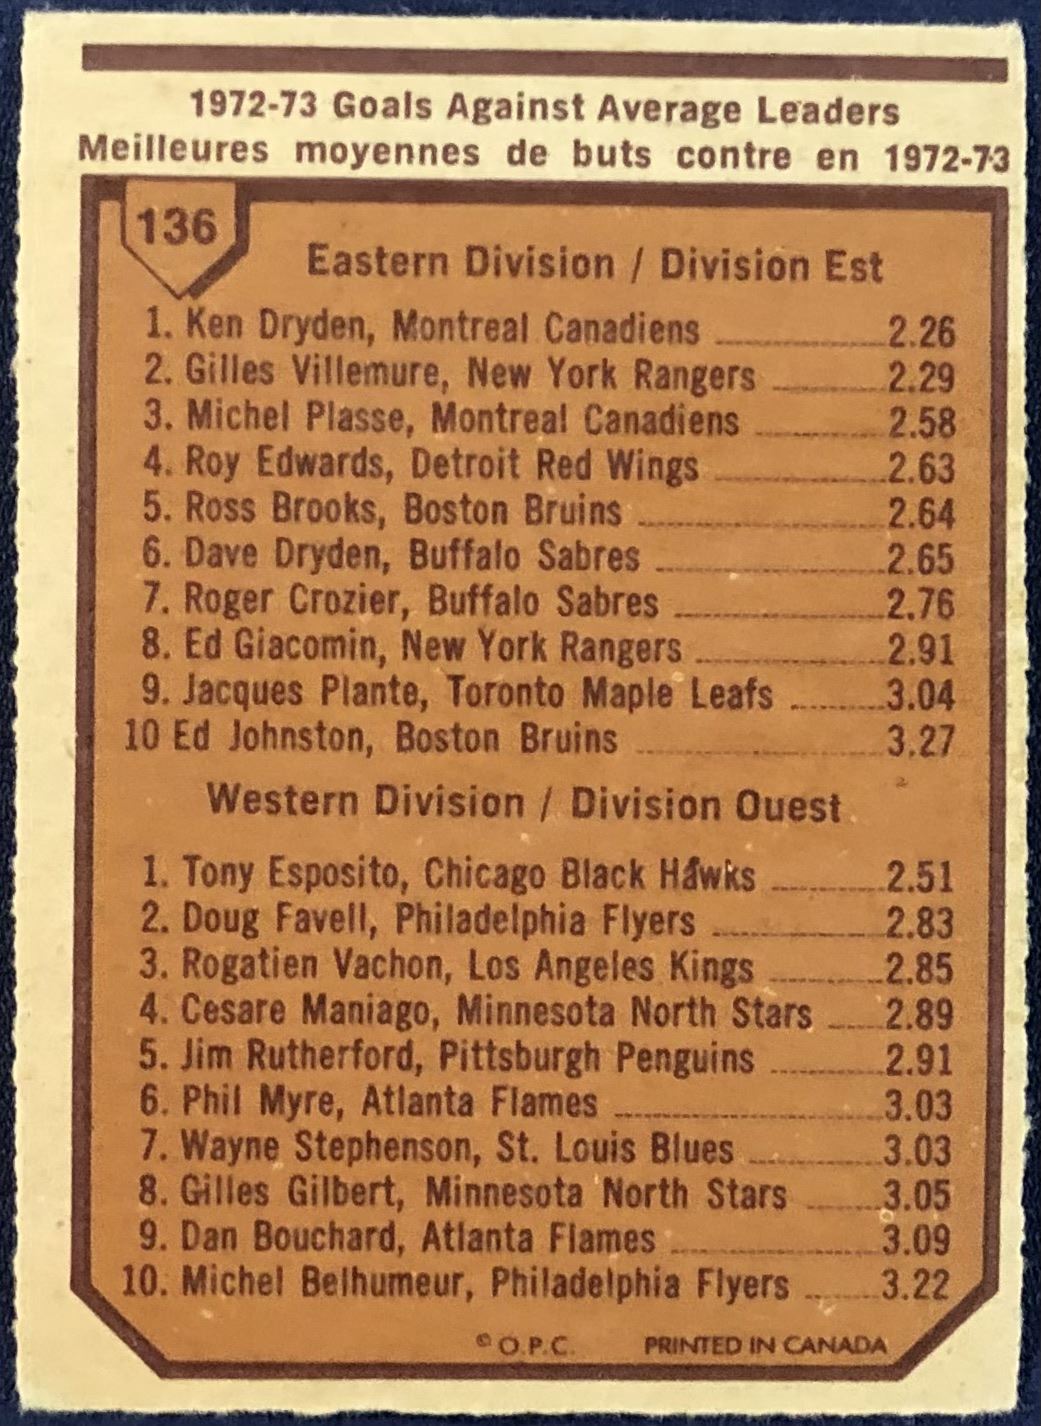 1972-73 Goals Against Average Leaders
Meilleures moyennes de buts contre en 1972-73
136
Eastern Division / Division Est
1. Ken Dryden, Montreal Canadiens 2.26
2. Gilles Villemure, New York Rangers 2.29
3. Michel Plasse, Montreal Canadiens 2.58
4. Roy Edwards, Detroit Red Wings 2.63
5. Ross Brooks, Boston Bruins 2.64
6. Dave Dryden, Buffalo Sabres 2.65
7. Roger Crozier, Buffalo Sabres 2.76
8. Ed Giacomin, New York Rangers 2.91
9. Jacques Plante, Toronto Maple Leafs 3.04
10 Ed Johnston, Boston Bruins 3.27
Western Division / Division Ouest
1. Tony Esposito, Chicago Black Hawks 2.51
2. Doug Favell, Philadelphia Flyers 2.83
3. Rogatien Vachon, Los Angeles Kings 2.85
4. Cesare Maniago, Minnesota North Stars 2.89
5. Jim Rutherford, Pittsburgh Penguins 2.91
6. Phil Myre, Atlanta Flames 3.03
7. Wayne Stephenson, St. Louis Blues 3.03
8. Gilles Gilbert, Minnesota North Stars 3.05
9. Dan Bouchard, Atlanta Flames 3.09
10. Michel Belhumeur, Philadelphia Flyers 3.22
© O.P.C. PRINTED IN CANADA